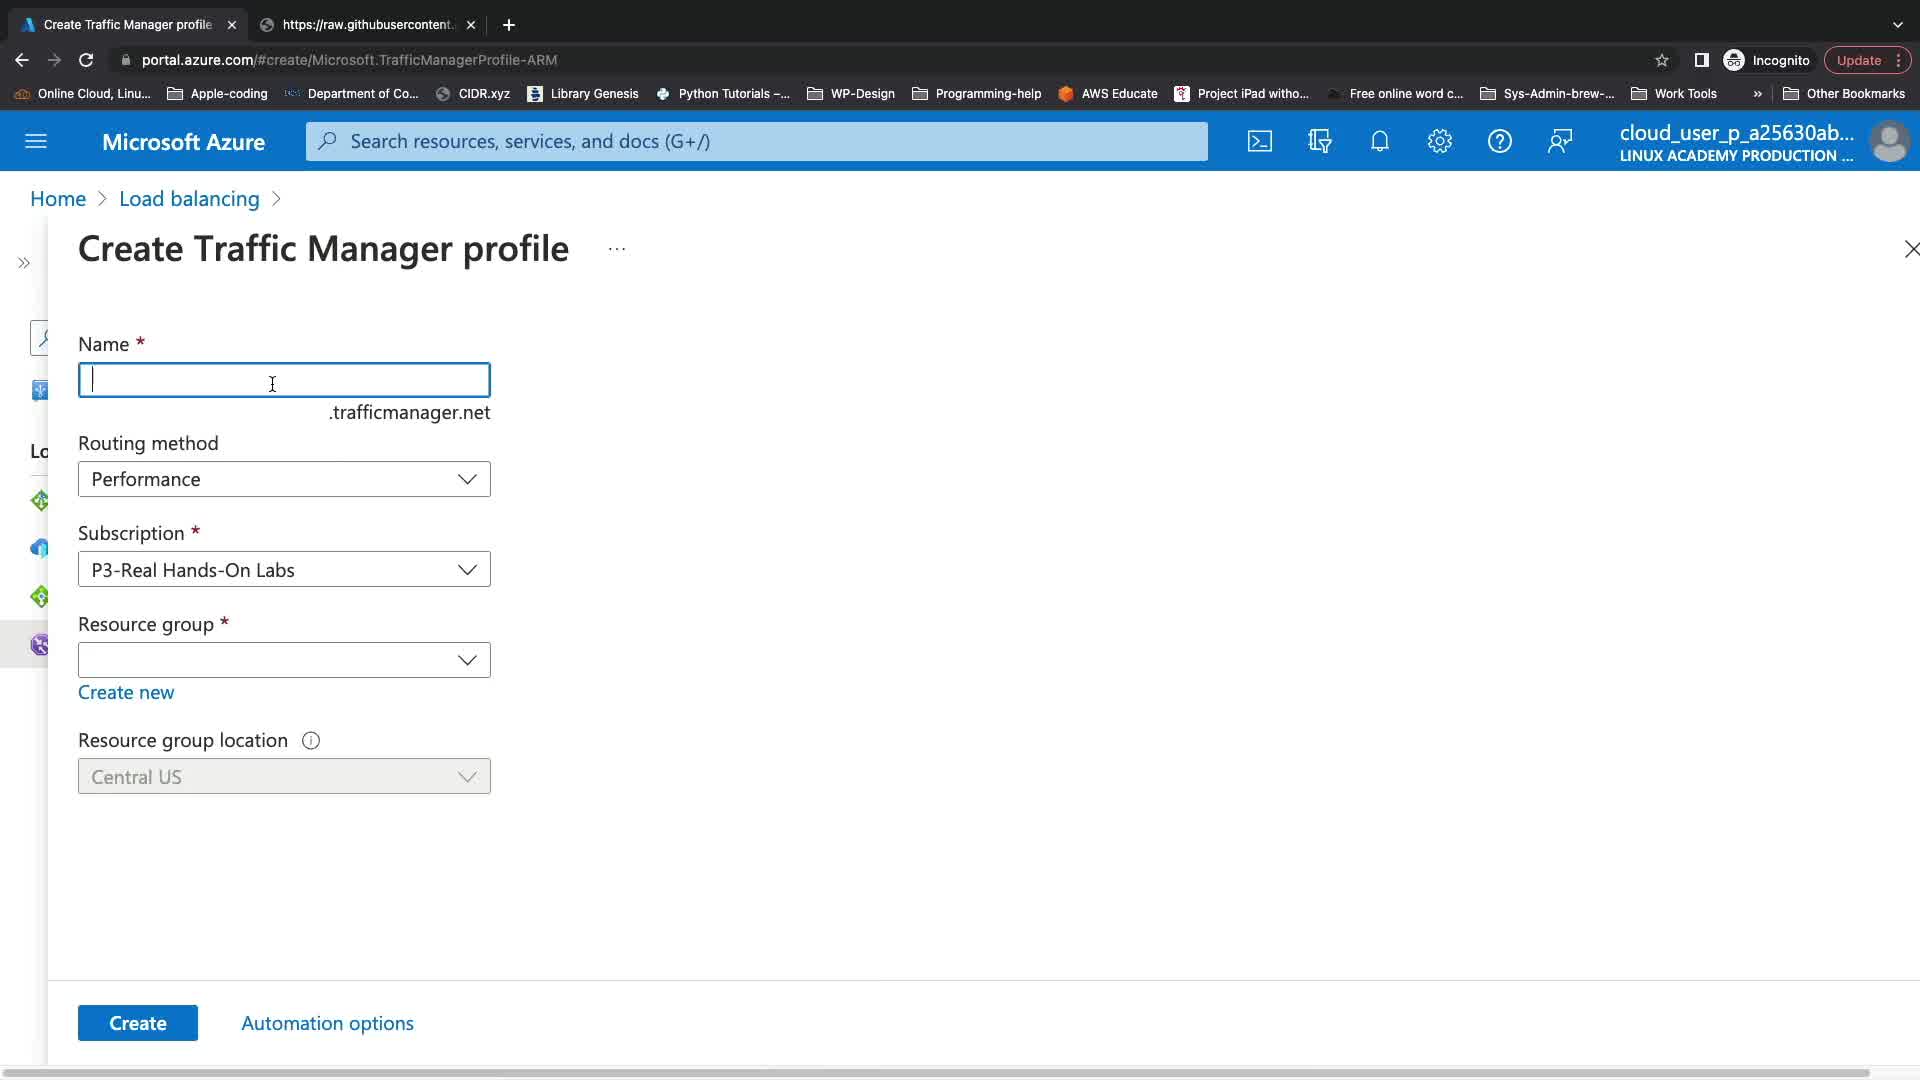 Create Traffic Manager profile
https://raw.githubusercontent.
portal.azure.com/#create/Microsoft.TrafficManagerProfile-ARM
Incognito
Update
Online Cloud, Linu...
Apple-coding
Department of Co...
CIDR.xyz
Library Genesis
Python Tutorials –...
WP-Design
Programming-help
AWS Educate
Project iPad witho...
Free online word c...
Sys-Admin-brew-...
Work Tools
»
Other Bookmarks
Microsoft Azure
Search resources, services, and docs (G+/)
cloud_user_p_a25630ab...
LINUX ACADEMY PRODUCTION ...
Home > Load balancing >
Create Traffic Manager profile ...
Name *
.trafficmanager.net
Routing method
Performance
Lo
Subscription *
P3-Real Hands-On Labs
Resource group *
Create new
Resource group location
Central US
Create
Automation options